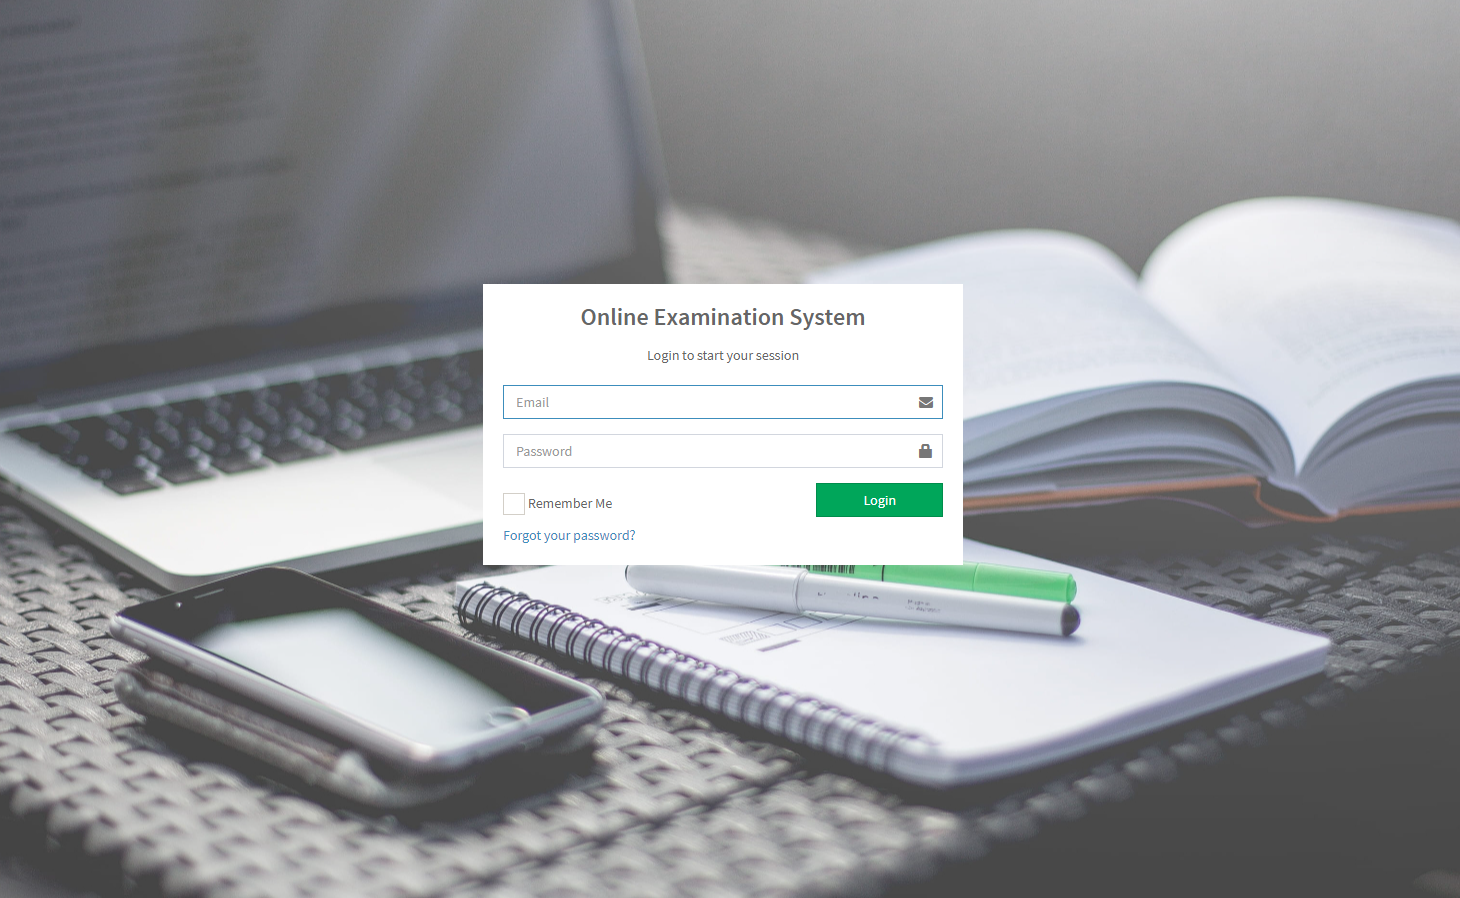 Online Examination System
Login to start your session
Email
Password
Remember Me
Login
Forgot your password?